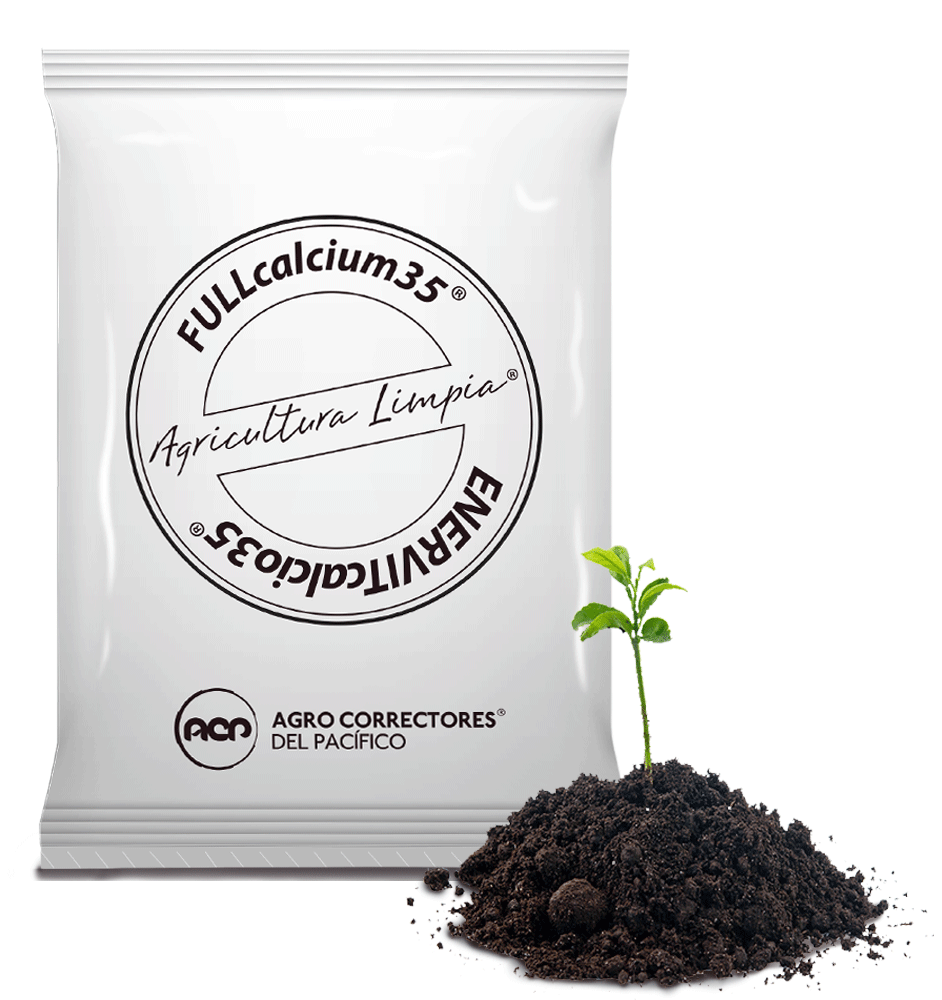 FULLcalcium35®
Agricultura Limpia®
ENERVITcalcio35®
ACP AGRO CORRECTORES®
DEL PACÍFICO